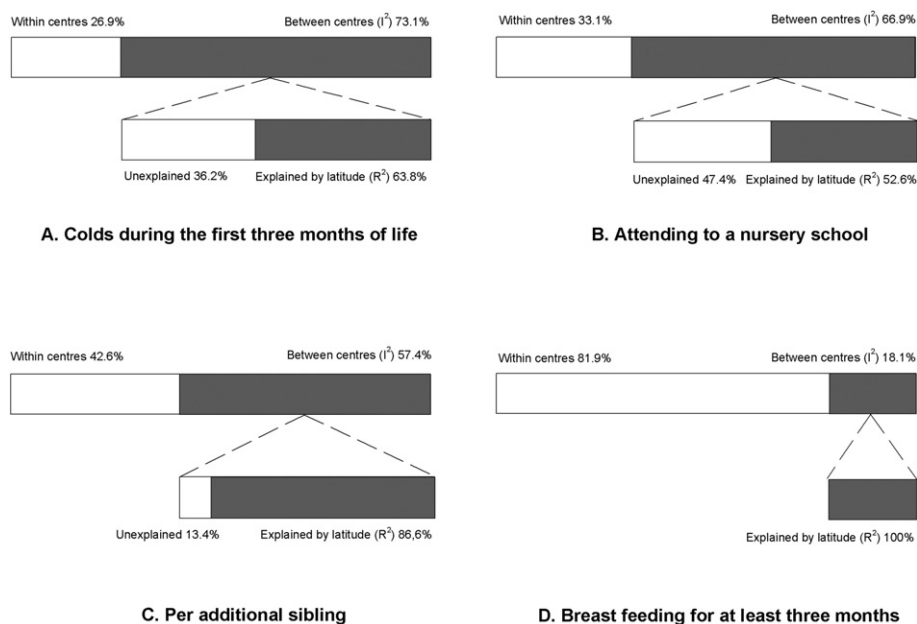 Within centres 26.9%
Between centres (I²) 73.1%
Unexplained 36.2%
Explained by latitude (R²) 63.8%
A. Colds during the first three months of life
Within centres 33.1%
Between centres (I²) 66.9%
Unexplained 47.4%
Explained by latitude (R²) 52.6%
B. Attending to a nursery school
Within centres 42.6%
Between centres (I²) 57.4%
Unexplained 13.4%
Explained by latitude (R²) 86,6%
C. Per additional sibling
Within centres 81.9%
Between centres (I²) 18.1%
Explained by latitude (R²) 100%
D. Breast feeding for at least three months